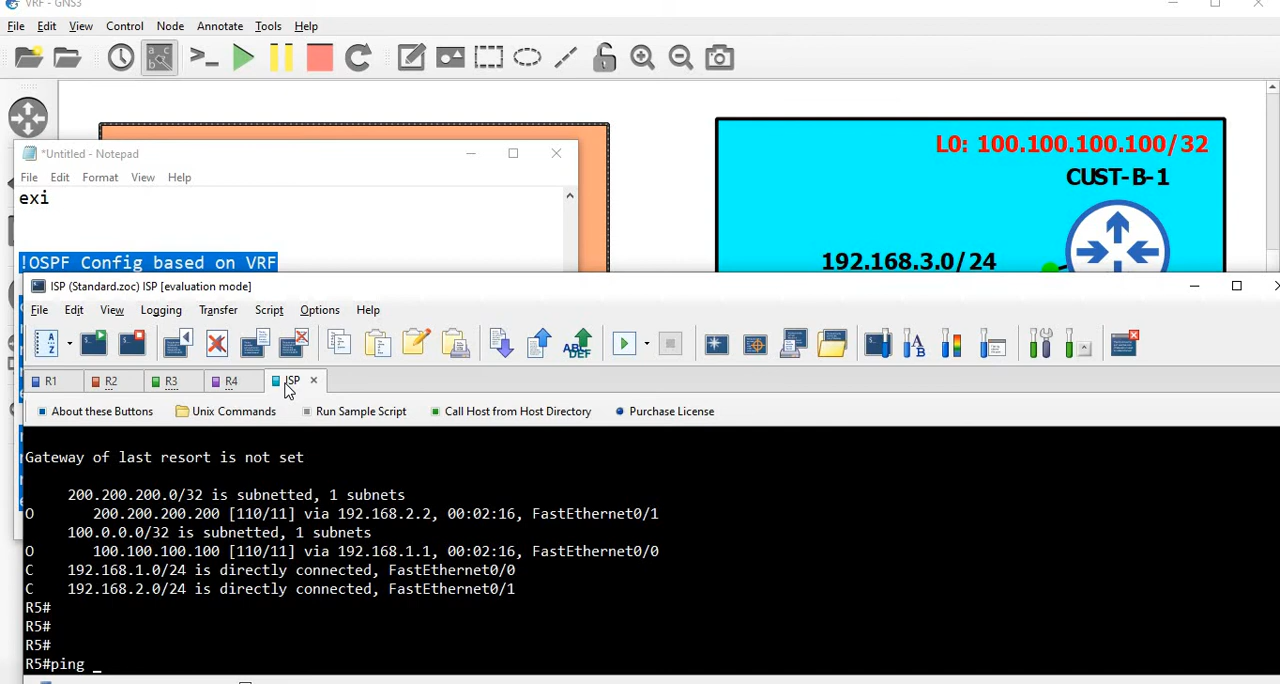 VRF - GNS3
File Edit View Control Node Annotate Tools Help
*Untitled - Notepad
File Edit Format View Help
exi
!OSPF Config based on VRF
L0: 100.100.100.100/32
CUST-B-1
192.168.3.0/24
ISP (Standard.zoc) ISP [evaluation mode]
File Edit View Logging Transfer Script Options Help
R1 R2 R3 R4 ISP
About these Buttons Unix Commands Run Sample Script Call Host from Host Directory Purchase License
Gateway of last resort is not set
200.200.200.0/32 is subnetted, 1 subnets
O 200.200.200.200 [110/11] via 192.168.2.2, 00:02:16, FastEthernet0/1
100.0.0.0/32 is subnetted, 1 subnets
O 100.100.100.100 [110/11] via 192.168.1.1, 00:02:16, FastEthernet0/0
C 192.168.1.0/24 is directly connected, FastEthernet0/0
C 192.168.2.0/24 is directly connected, FastEthernet0/1
R5#
R5#
R5#
R5#ping _